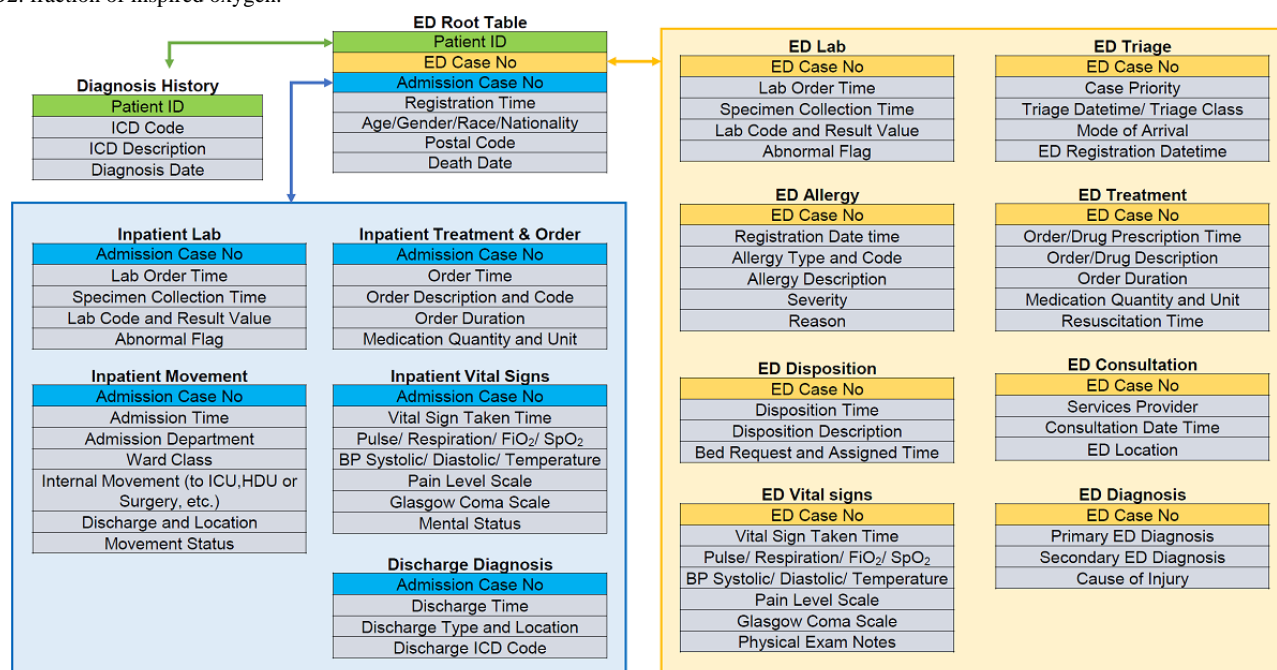 O2: fraction of inspired oxygen.
ED Root Table
Patient ID
ED Case No
Admission Case No
Registration Time
Age/Gender/Race/Nationality
Postal Code
Death Date
Diagnosis History
Patient ID
ICD Code
ICD Description
Diagnosis Date
Inpatient Lab
Admission Case No
Lab Order Time
Specimen Collection Time
Lab Code and Result Value
Abnormal Flag
Inpatient Treatment & Order
Admission Case No
Order Time
Order Description and Code
Order Duration
Medication Quantity and Unit
Inpatient Movement
Admission Case No
Admission Time
Admission Department
Ward Class
Internal Movement (to ICU,HDU or
Surgery, etc.)
Discharge and Location
Movement Status
Inpatient Vital Signs
Admission Case No
Vital Sign Taken Time
Pulse/ Respiration/ FiO₂/ SpO₂
BP Systolic/ Diastolic/ Temperature
Pain Level Scale
Glasgow Coma Scale
Mental Status
Discharge Diagnosis
Admission Case No
Discharge Time
Discharge Type and Location
Discharge ICD Code
ED Lab
ED Case No
Lab Order Time
Specimen Collection Time
Lab Code and Result Value
Abnormal Flag
ED Triage
ED Case No
Case Priority
Triage Datetime/ Triage Class
Mode of Arrival
ED Registration Datetime
ED Allergy
ED Case No
Registration Date time
Allergy Type and Code
Allergy Description
Severity
Reason
ED Treatment
ED Case No
Order/Drug Prescription Time
Order/Drug Description
Order Duration
Medication Quantity and Unit
Resuscitation Time
ED Disposition
ED Case No
Disposition Time
Disposition Description
Bed Request and Assigned Time
ED Consultation
ED Case No
Services Provider
Consultation Date Time
ED Location
ED Vital signs
ED Case No
Vital Sign Taken Time
Pulse/ Respiration/ FiO₂/ SpO₂
BP Systolic/ Diastolic/ Temperature
Pain Level Scale
Glasgow Coma Scale
Physical Exam Notes
ED Diagnosis
ED Case No
Primary ED Diagnosis
Secondary ED Diagnosis
Cause of Injury